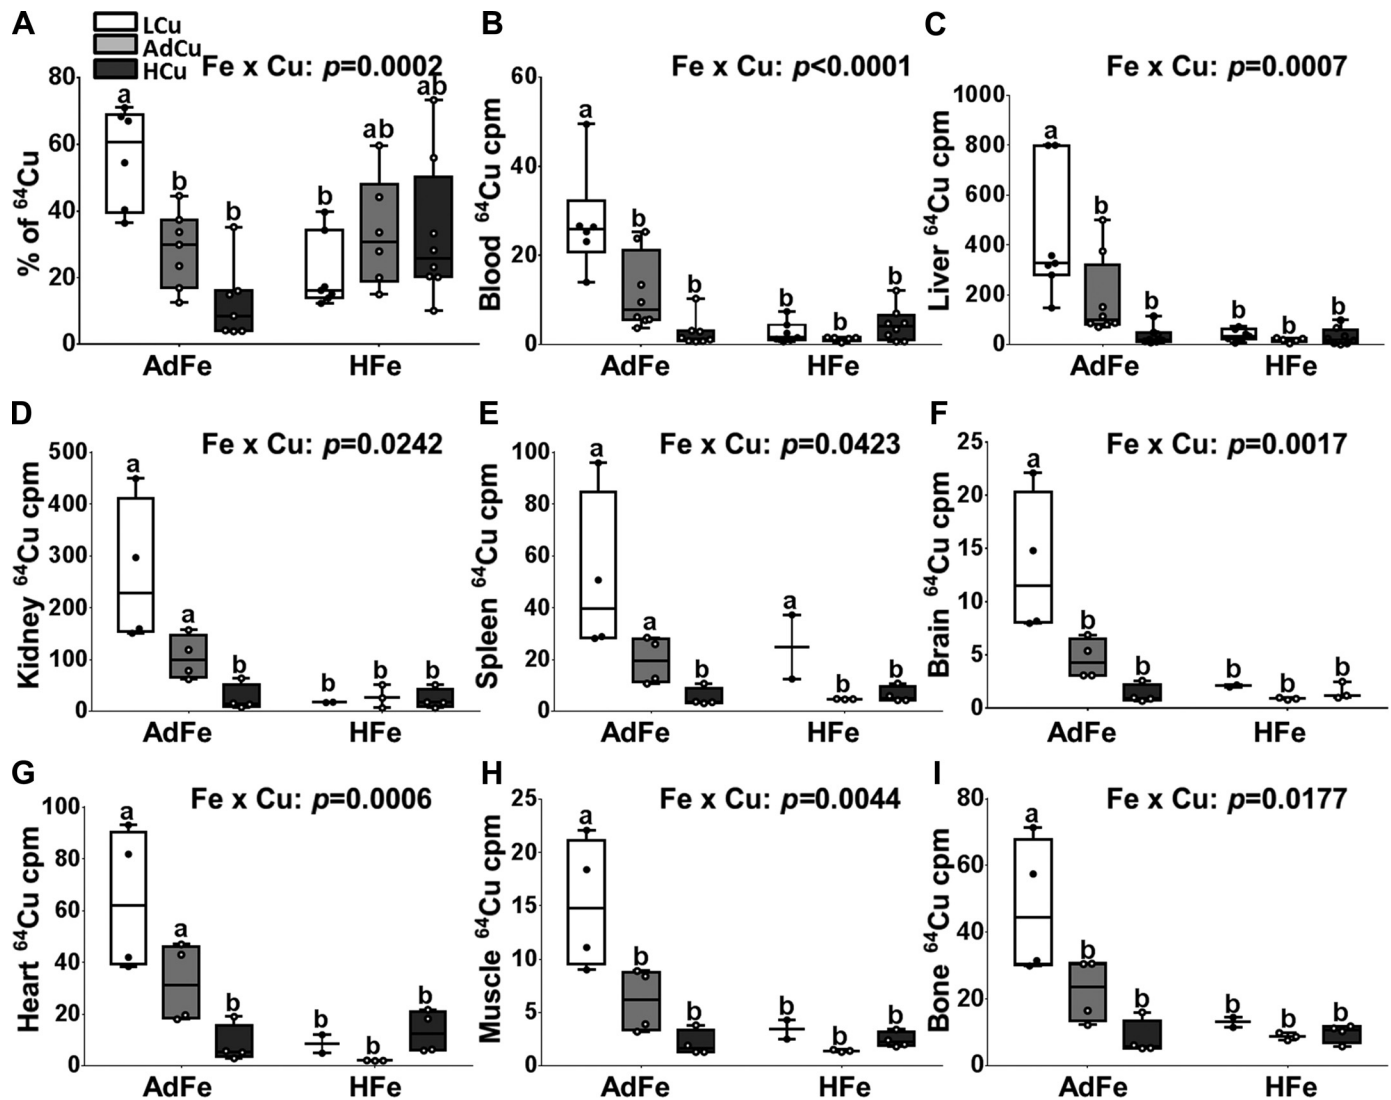 A
LCu
AdCu
HCu
Fe x Cu: p=0.0002
% of 64Cu
80
60
40
20
0
a
b
b
b
ab
ab
AdFe
HFe
B
Fe x Cu: p<0.0001
Blood 64Cu cpm
60
40
20
0
a
b
b
b
b
b
AdFe
HFe
C
Fe x Cu: p=0.0007
Liver 64Cu cpm
1000
800
600
400
200
0
a
b
b
b
b
b
AdFe
HFe
D
Fe x Cu: p=0.0242
Kidney 64Cu cpm
500
400
300
200
100
0
a
a
b
b
b
b
AdFe
HFe
E
Fe x Cu: p=0.0423
Spleen 64Cu cpm
100
80
60
40
20
0
a
a
b
a
b
b
AdFe
HFe
F
Fe x Cu: p=0.0017
Brain 64Cu cpm
25
20
15
10
5
0
a
b
b
b
b
b
AdFe
HFe
G
Fe x Cu: p=0.0006
Heart 64Cu cpm
100
80
60
40
20
0
a
a
b
b
b
b
AdFe
HFe
H
Fe x Cu: p=0.0044
Muscle 64Cu cpm
25
20
15
10
5
0
a
b
b
b
b
b
AdFe
HFe
I
Fe x Cu: p=0.0177
Bone 64Cu cpm
80
60
40
20
0
a
b
b
b
b
b
AdFe
HFe